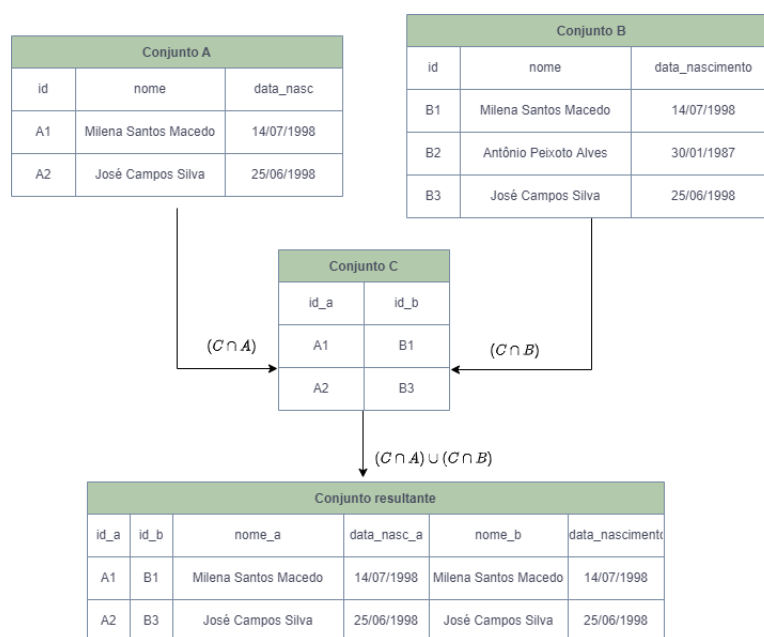 Conjunto A
id nome data_nasc
A1 Milena Santos Macedo 14/07/1998
A2 José Campos Silva 25/06/1998
Conjunto B
id nome data_nascimento
B1 Milena Santos Macedo 14/07/1998
B2 Antônio Peixoto Alves 30/01/1987
B3 José Campos Silva 25/06/1998
Conjunto C
id_a id_b
A1 B1
A2 B3
(C ∩ A)
(C ∩ B)
(C ∩ A) ∪ (C ∩ B)
Conjunto resultante
id_a id_b nome_a data_nasc_a nome_b data_nascimento
A1 B1 Milena Santos Macedo 14/07/1998 Milena Santos Macedo 14/07/1998
A2 B3 José Campos Silva 25/06/1998 José Campos Silva 25/06/1998